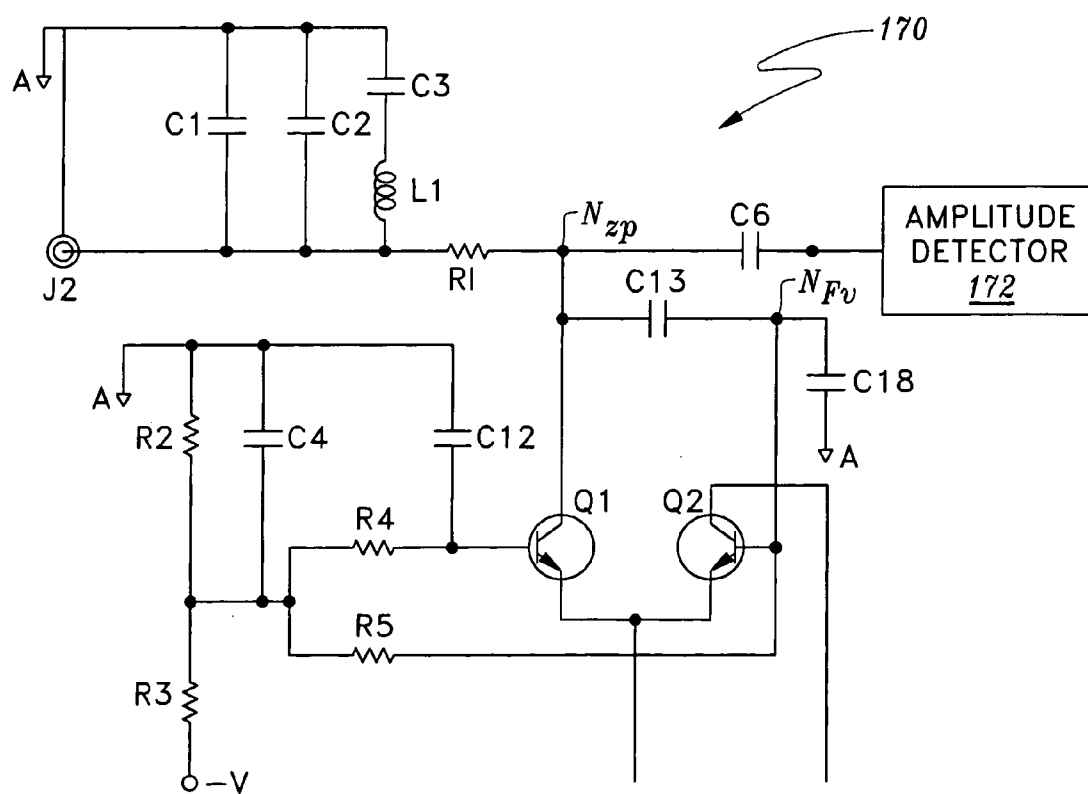 170
A
C1
C2
C3
L1
J2
R1
N_zp
C6
AMPLITUDE
DETECTOR
172
C13
N_Fv
C18
A
A
R2
C4
C12
R4
Q1
Q2
R5
R3
-V